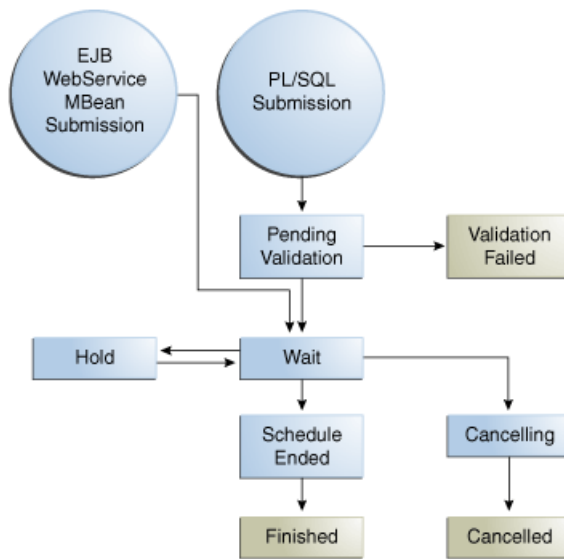 EJB
WebService
MBean
Submission
PL/SQL
Submission
Pending
Validation
Validation
Failed
Hold
Wait
Schedule
Ended
Cancelling
Finished
Cancelled